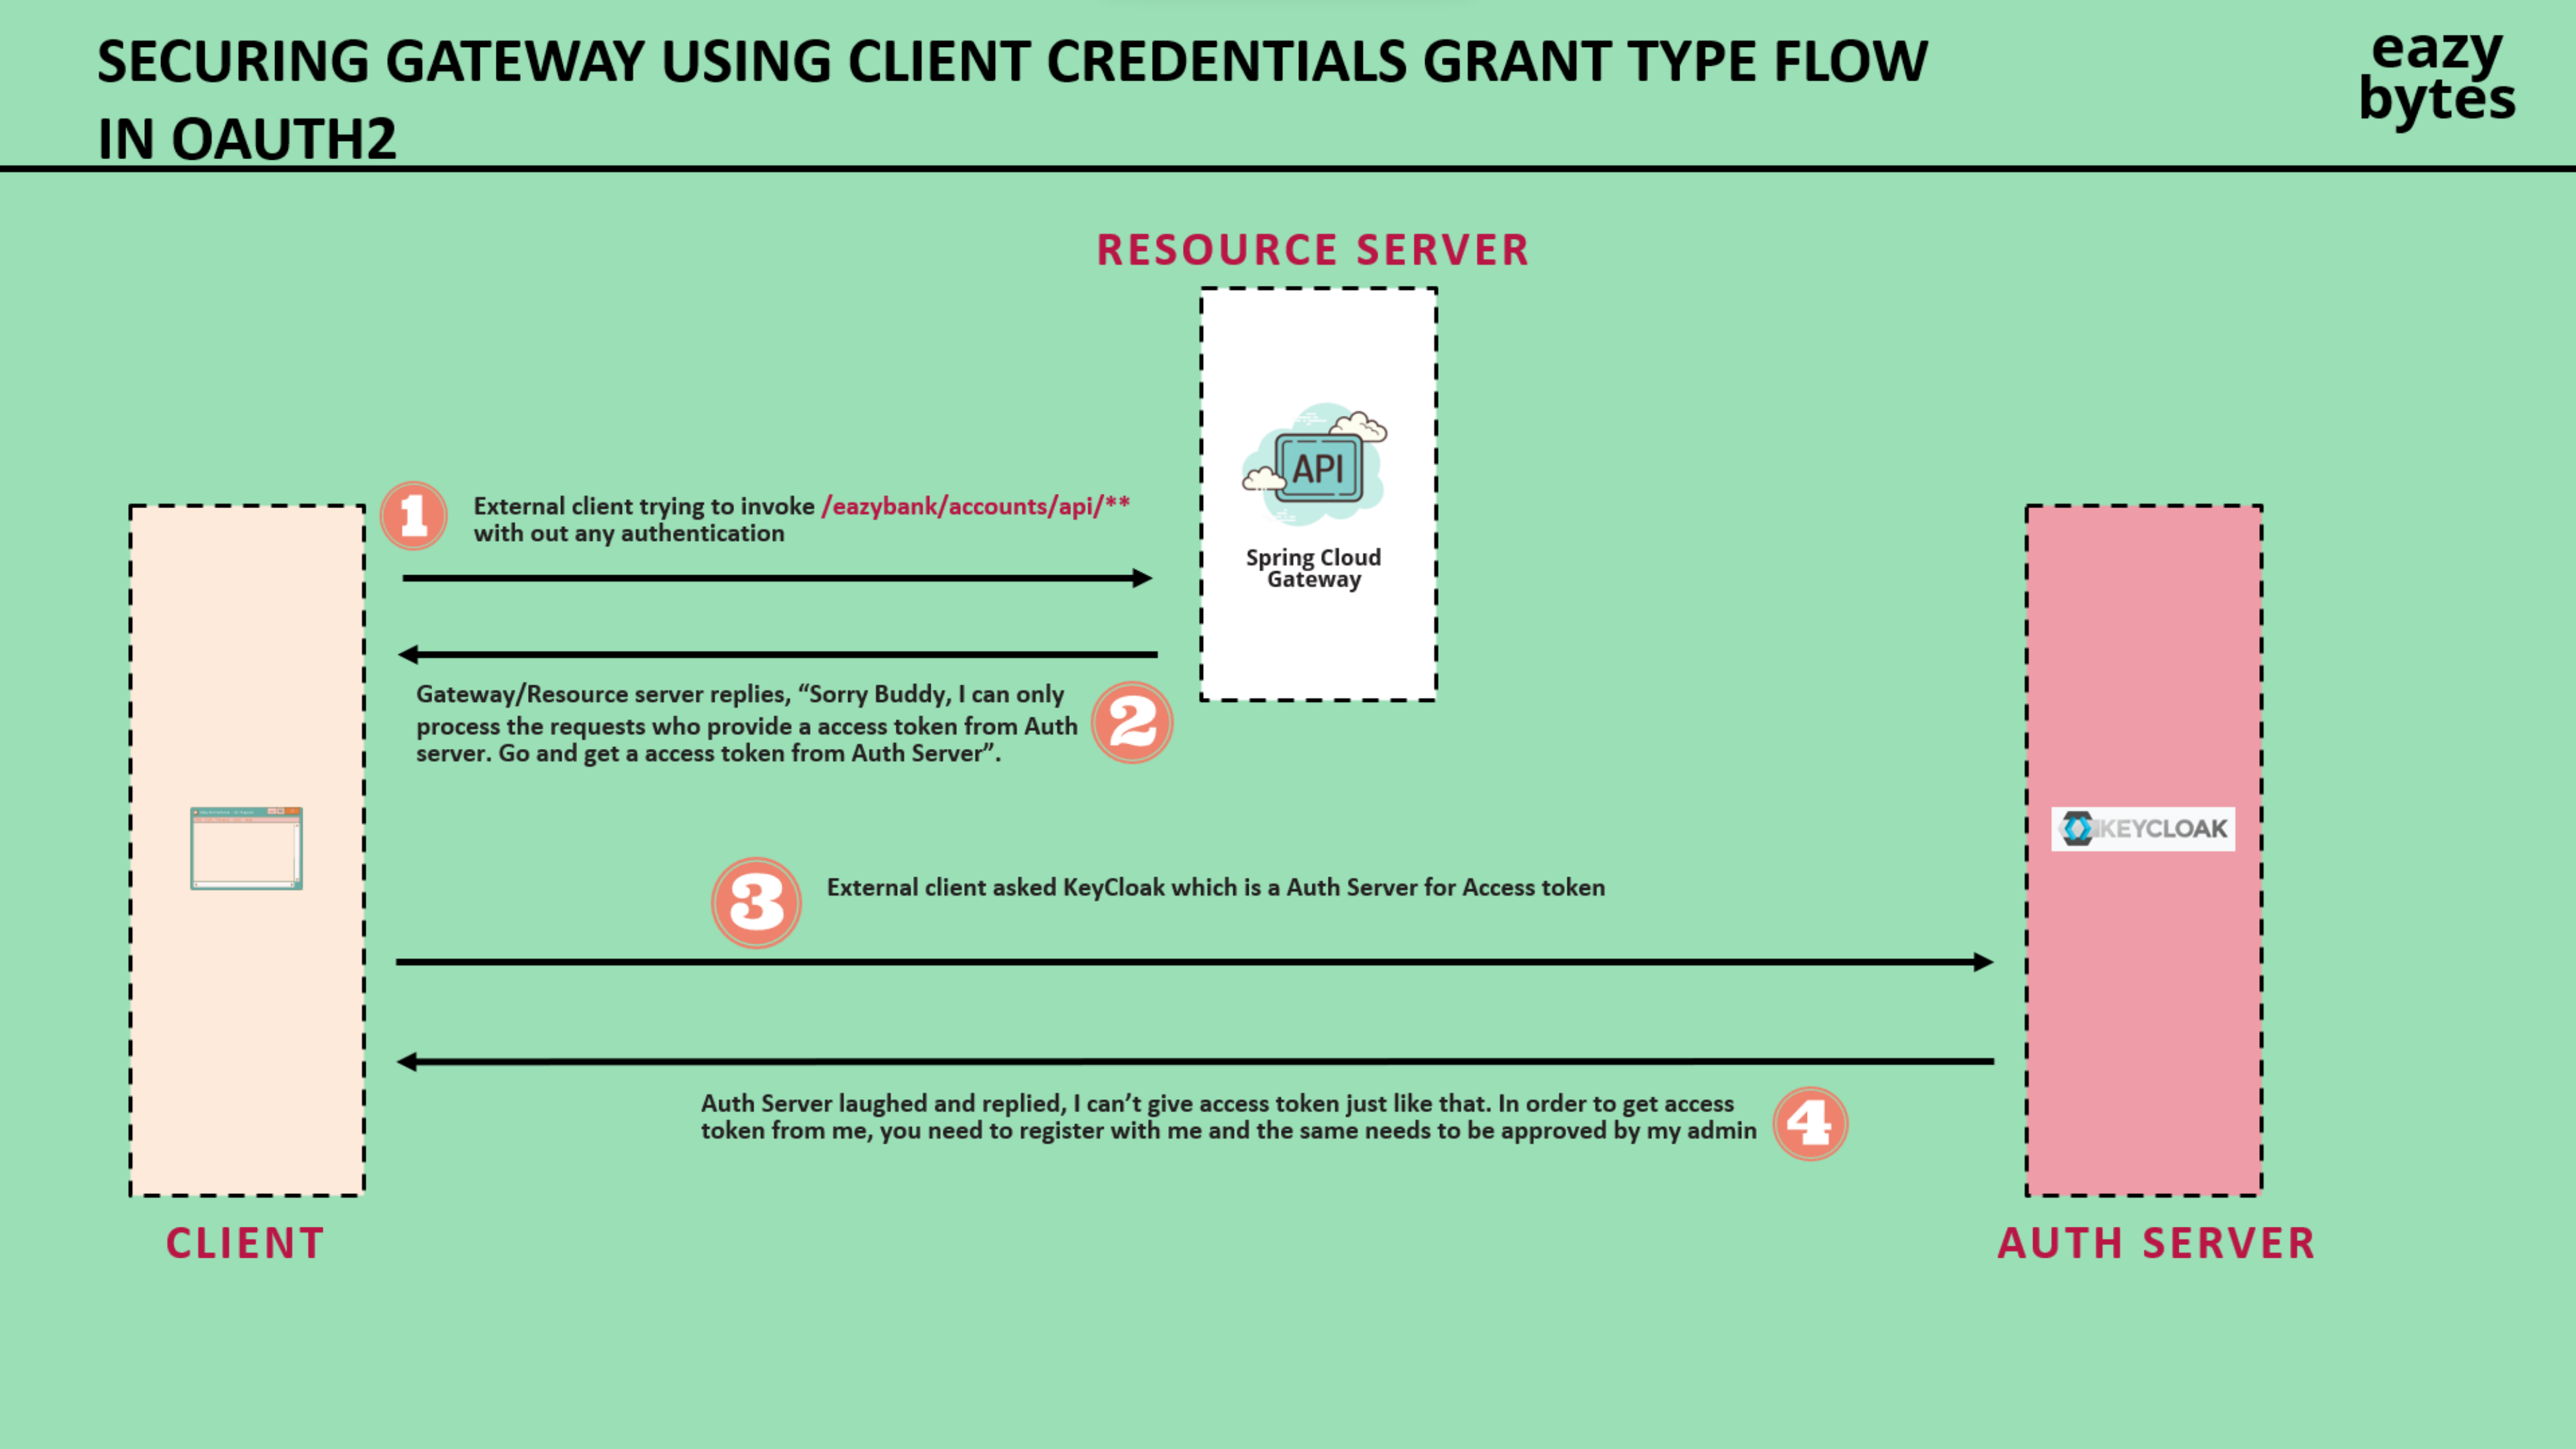 SECURING GATEWAY USING CLIENT CREDENTIALS GRANT TYPE FLOW
IN OAUTH2
eazy
bytes
RESOURCE SERVER
API
Spring Cloud
Gateway
1
External client trying to invoke /eazybank/accounts/api/**
with out any authentication
Gateway/Resource server replies, “Sorry Buddy, I can only
process the requests who provide a access token from Auth
server. Go and get a access token from Auth Server”.
2
KEYCLOAK
3
External client asked KeyCloak which is a Auth Server for Access token
Auth Server laughed and replied, I can’t give access token just like that. In order to get access
token from me, you need to register with me and the same needs to be approved by my admin
4
CLIENT
AUTH SERVER